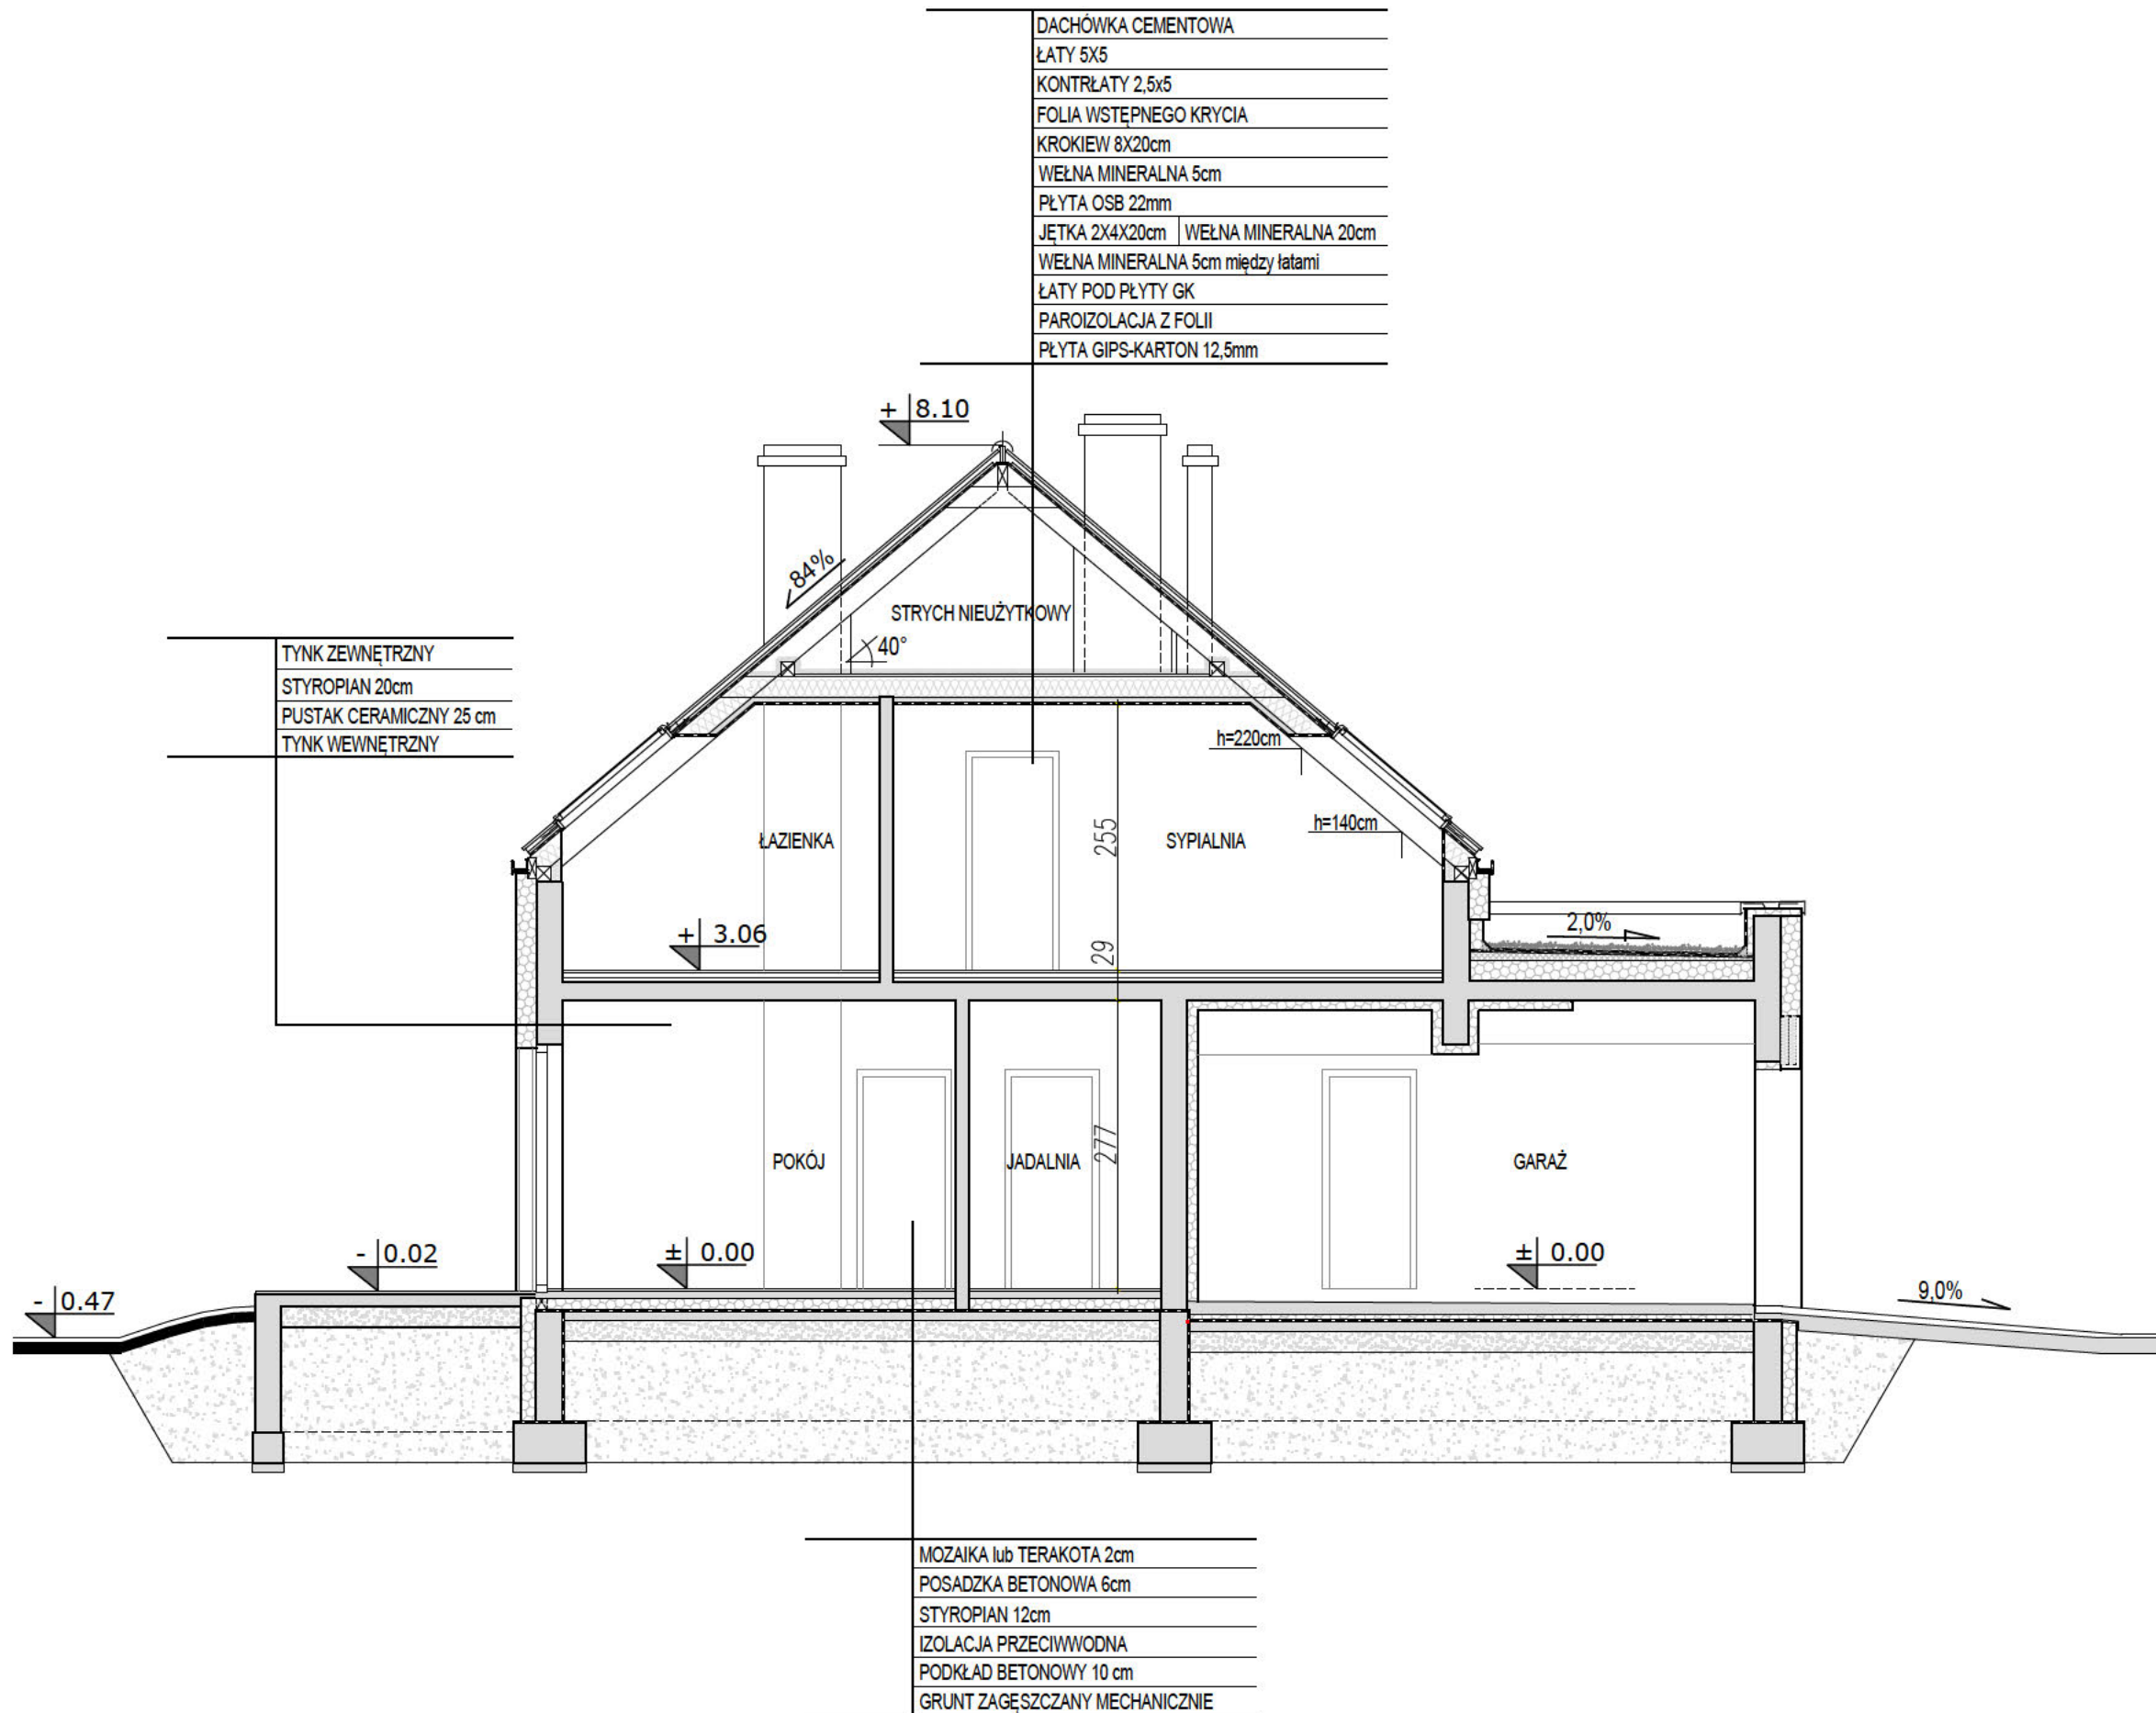 DACHÓWKA CEMENTOWA
ŁATY 5X5
KONTRŁATY 2,5x5
FOLIA WSTĘPNEGO KRYCIA
KROKIEW 8X20cm
WEŁNA MINERALNA 5cm
PŁYTA OSB 22mm
JĘTKA 2X4X20cm WEŁNA MINERALNA 20cm
WEŁNA MINERALNA 5cm między łatami
ŁATY POD PŁYTY GK
PAROIZOLACJA Z FOLII
PŁYTA GIPS-KARTON 12,5mm
+ 8.10
84%
STRYCH NIEUŻYTKOWY
40°
TYNK ZEWNĘTRZNY
STYROPIAN 20cm
PUSTAK CERAMICZNY 25 cm
TYNK WEWNĘTRZNY
h=220cm
h=140cm
ŁAZIENKA
255
SYPIALNIA
+ 3.06
29
2,0%
POKÓJ
JADALNIA
277
GARAŻ
- 0.02
± 0.00
± 0.00
- 0.47
9,0%
MOZAIKA lub TERAKOTA 2cm
POSADZKA BETONOWA 6cm
STYROPIAN 12cm
IZOLACJA PRZECIWWODNA
PODKŁAD BETONOWY 10 cm
GRUNT ZAGĘSZCZANY MECHANICZNIE